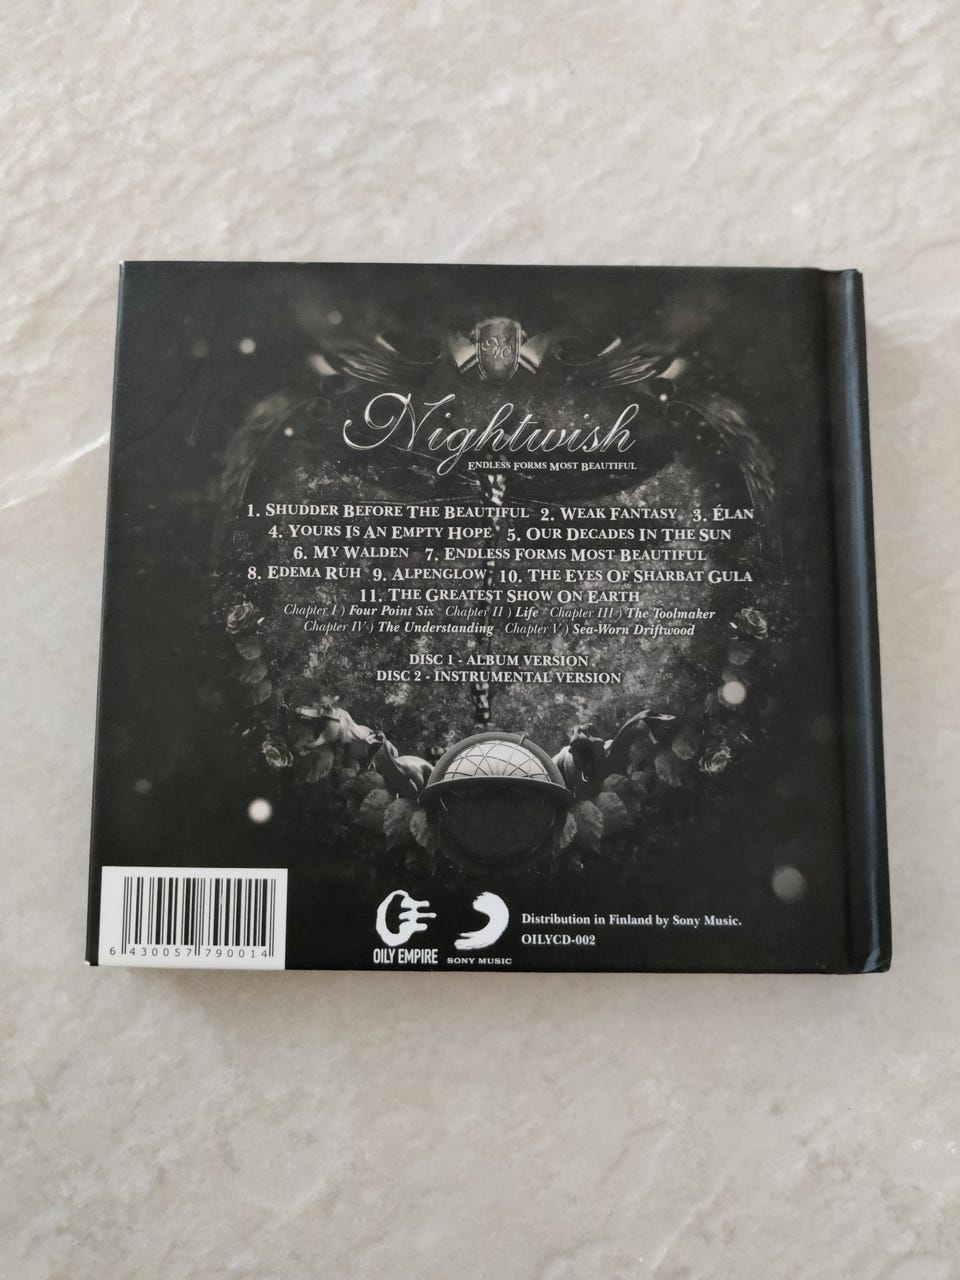 Nightwish
ENDLESS FORMS MOST BEAUTIFUL
1. SHUDDER BEFORE THE BEAUTIFUL 2. WEAK FANTASY 3. ÉLAN
4. YOURS IS AN EMPTY HOPE 5. OUR DECADES IN THE SUN
6. MY WALDEN 7. ENDLESS FORMS MOST BEAUTIFUL
8. EDEMA RUH 9. ALPENGLOW 10. THE EYES OF SHARBAT GULA
11. THE GREATEST SHOW ON EARTH
Chapter I ) Four Point Six Chapter II ) Life Chapter III ) The Toolmaker
Chapter IV ) The Understanding Chapter V ) Sea-Worn Driftwood
DISC 1 - ALBUM VERSION
DISC 2 - INSTRUMENTAL VERSION
6 430057 790014
OILY EMPIRE
SONY MUSIC
Distribution in Finland by Sony Music.
OILYCD-002